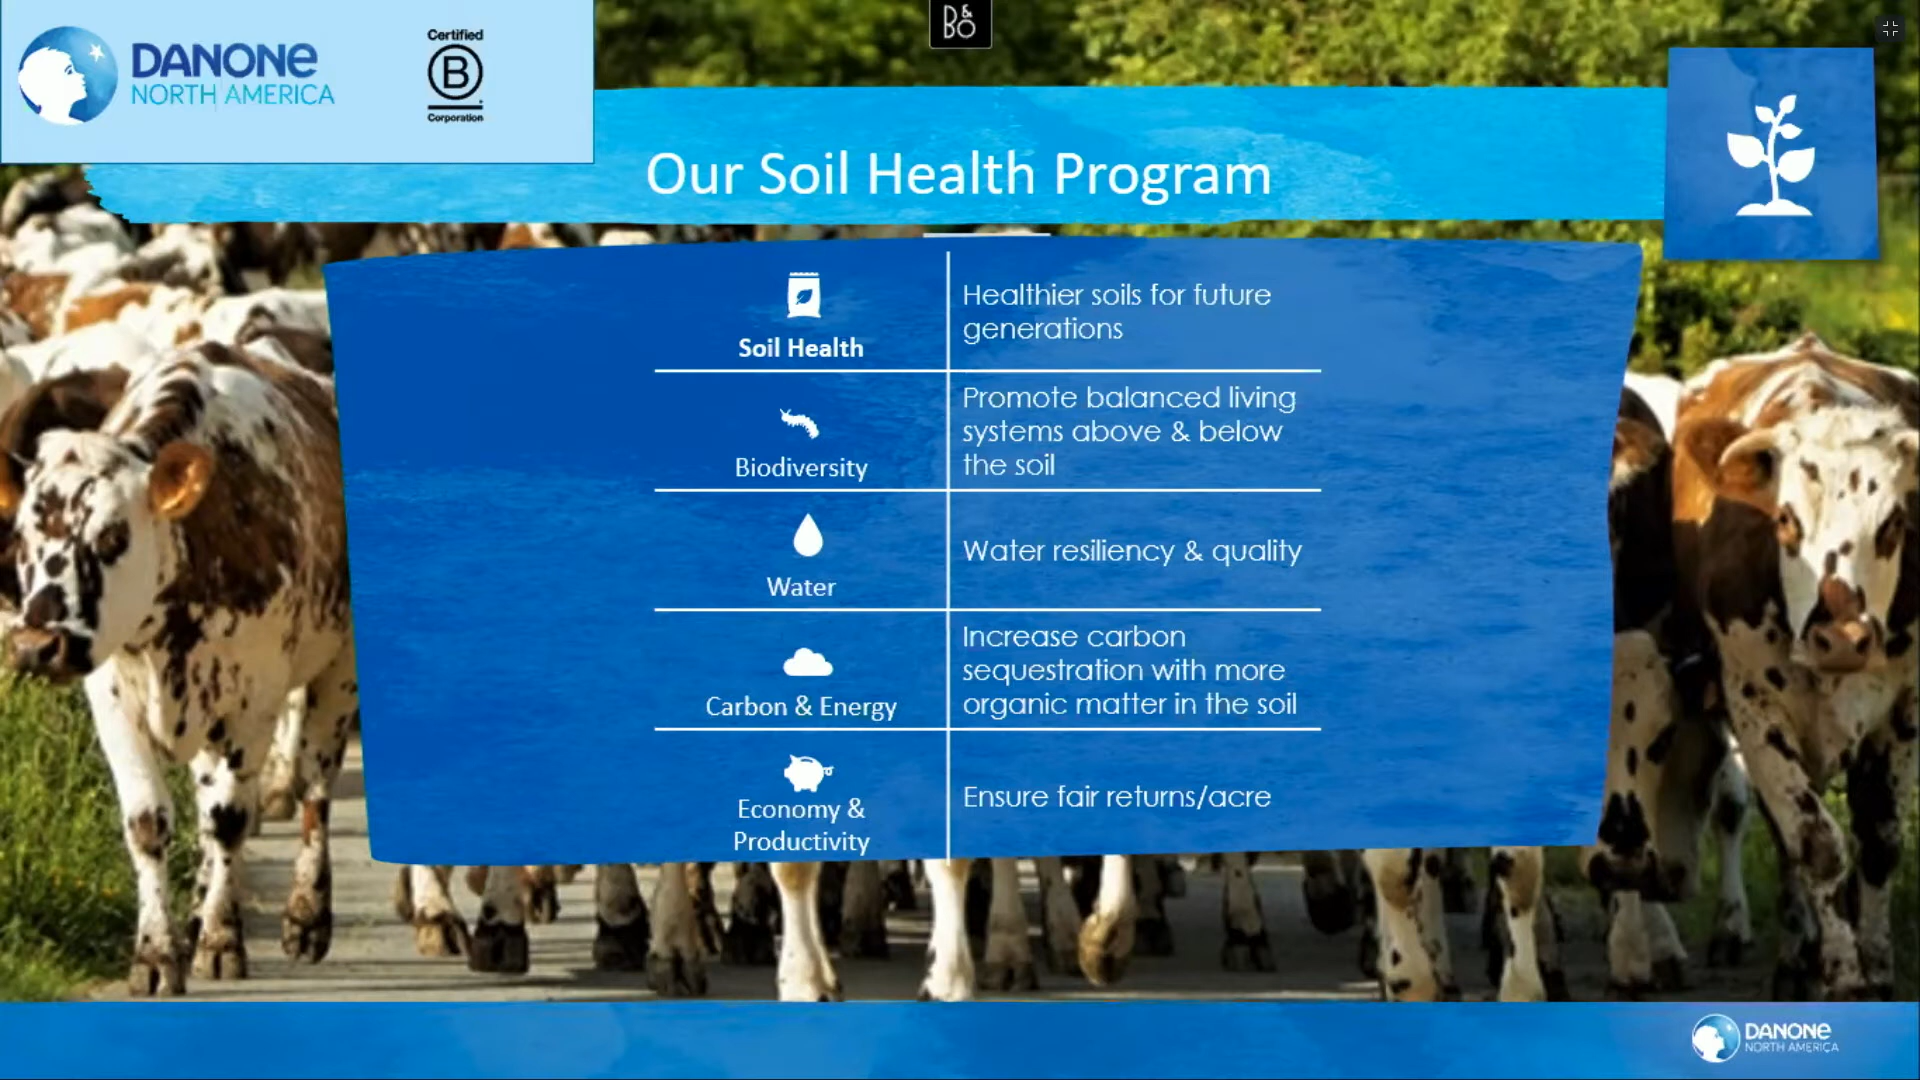 B&O
DANONE
NORTH AMERICA
Certified
B
Corporation
Our Soil Health Program
Soil Health
Healthier soils for future
generations
Biodiversity
Promote balanced living
systems above & below
the soil
Water
Water resiliency & quality
Carbon & Energy
Increase carbon
sequestration with more
organic matter in the soil
Economy &
Productivity
Ensure fair returns/acre
DANONE
NORTH AMERICA